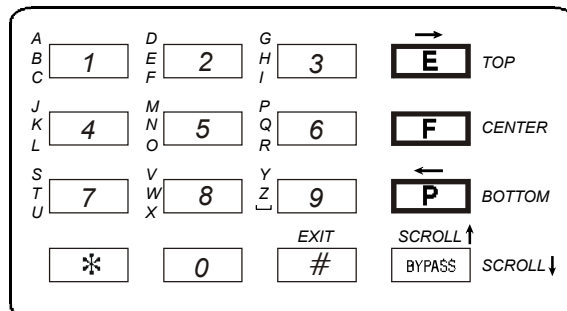 A D G →
B 1 E 2 H 3 E TOP
C F I
J M P
K 4 N 5 Q 6 F CENTER
L O R
S V Y ←
T 7 W 8 Z 9 P BOTTOM
U X ⎵
EXIT SCROLL ↑
* 0 # BYPASS SCROLL ↓